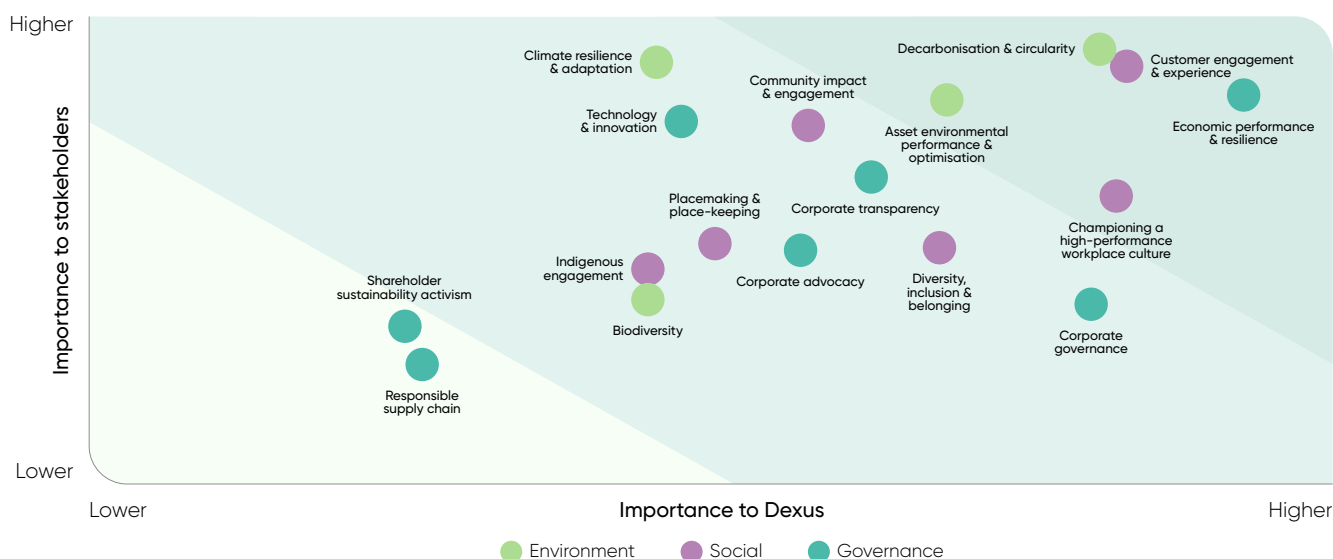 Higher
Importance to stakeholders
Lower
Climate resilience
& adaptation
Technology
& innovation
Community impact
& engagement
Decarbonisation & circularity
Customer engagement
& experience
Economic performance
& resilience
Asset environmental
performance &
optimisation
Corporate transparency
Placemaking &
place-keeping
Championing a
high-performance
workplace culture
Indigenous
engagement
Corporate advocacy
Diversity,
inclusion &
belonging
Shareholder
sustainability activism
Biodiversity
Corporate
governance
Responsible
supply chain
Lower
Importance to Dexus
Higher
Environment
Social
Governance